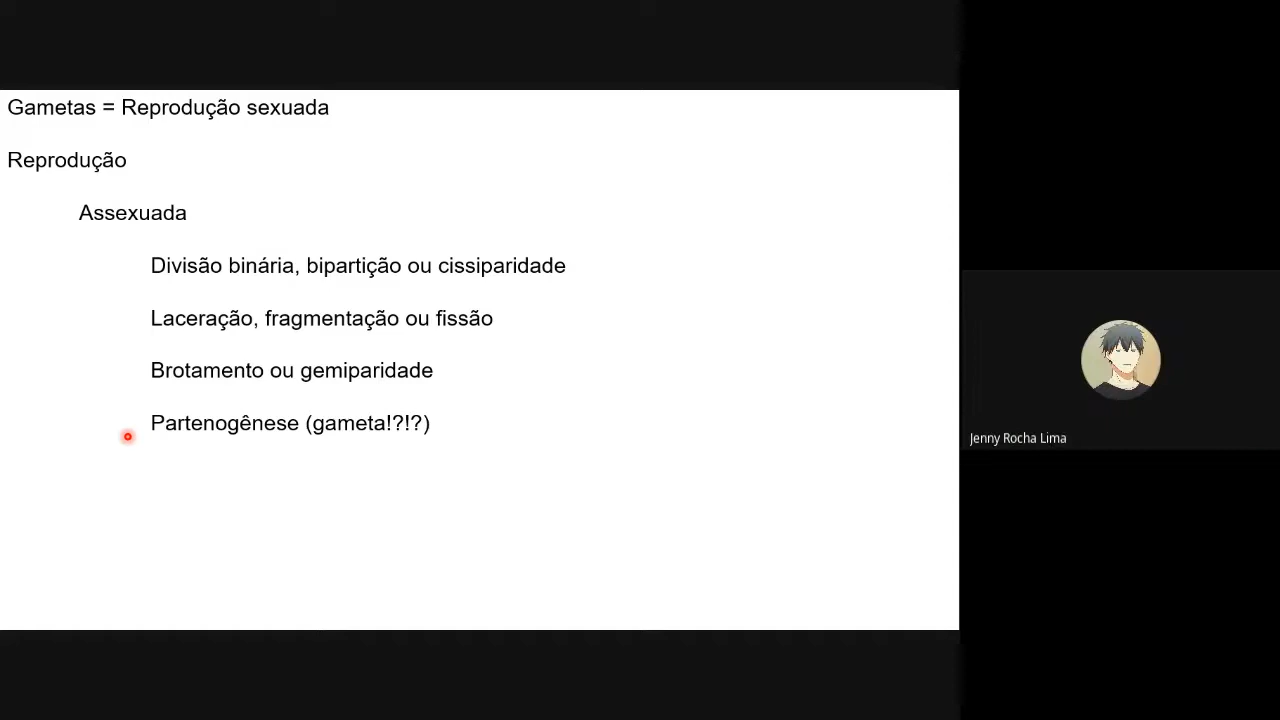 Gametas = Reprodução sexuada
Reprodução
Assexuada
Divisão binária, bipartição ou cissiparidade
Laceração, fragmentação ou fissão
Brotamento ou gemiparidade
Partenogênese (gameta!?!?)
Jenny Rocha Lima